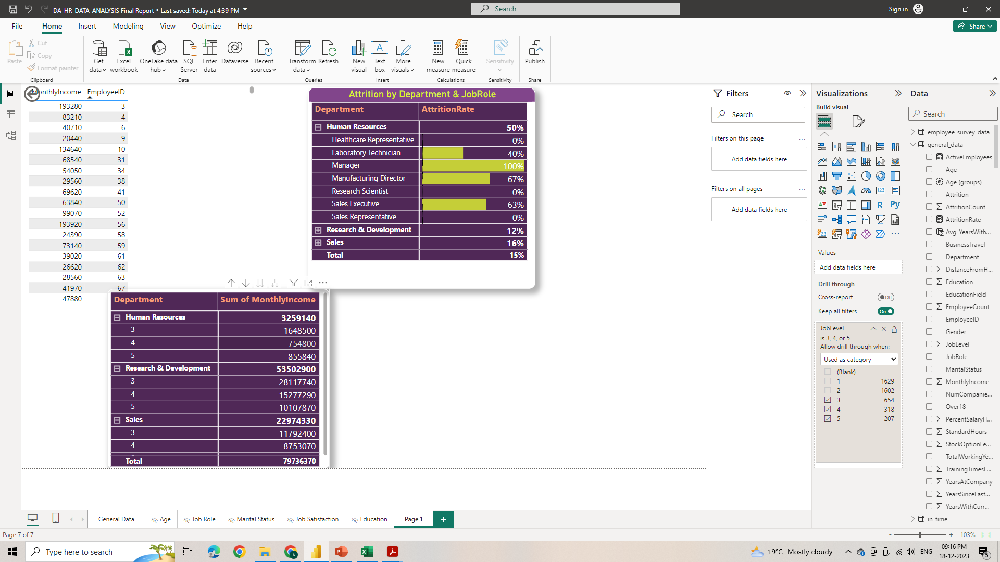 DA_HR_DATA_ANALYSIS Final Report • Last saved: Today at 4:39 PM
Search
Sign in
File Home Insert Modeling View Optimize Help
Share
Paste
Cut
Copy
Format painter
Clipboard
Get data
Excel workbook
OneLake data hub
SQL Server
Enter data
Dataverse
Recent sources
Data
Transform data
Refresh
Queries
New visual
Text box
More visuals
Insert
New measure
Quick measure
Calculations
Sensitivity
Sensitivity
Publish
Share
MonthlyIncome EmployeeID
193280 3
83210 4
40710 6
20440 9
134640 10
68540 31
54050 34
29560 38
69620 41
63840 50
99070 52
193920 56
24390 58
73140 59
39020 61
26620 62
28560 63
41970 67
47880
Attrition by Department & JobRole
Department AttritionRate
Human Resources 50%
Healthcare Representative 0%
Laboratory Technician 40%
Manager 100%
Manufacturing Director 67%
Research Scientist 0%
Sales Executive 63%
Sales Representative 0%
Research & Development 12%
Sales 16%
Total 15%
Department Sum of MonthlyIncome
Human Resources 3259140
3 1648500
4 754800
5 855840
Research & Development 53502900
3 28117740
4 15277290
5 10107870
Sales 22974330
3 11792400
4 8753070
Total 79736370
Filters
Search
Filters on this page
Add data fields here
Filters on all pages
Add data fields here
Visualizations
Build visual
123
R
Py
123
Values
Add data fields here
Drill through
Cross-report Off
Keep all filters On
JobLevel
is 3, 4, or 5
Allow drill through when:
Used as category
(Blank)
1 1629
2 1602
3 654
4 318
5 207
Data
Search
employee_survey_data
general_data
ActiveEmployees
Age
Age (groups)
Attrition
AttritionCount
AttritionRate
Avg_YearsWith...
BusinessTravel
Department
DistanceFromH...
Education
EducationField
EmployeeCount
EmployeeID
Gender
JobLevel
JobRole
MaritalStatus
MonthlyIncome
NumCompanie...
Over18
PercentSalaryH...
StandardHours
StockOptionLe...
TotalWorkingYe...
TrainingTimesL...
YearsAtCompany
YearsSinceLast...
YearsWithCurr...
in_time
General Data Age Job Role Marital Status Job Satisfaction Education Page 1
Page 7 of 7
- + 103%
Type here to search
19°C Mostly cloudy
ENG
09:16 PM
18-12-2023
5